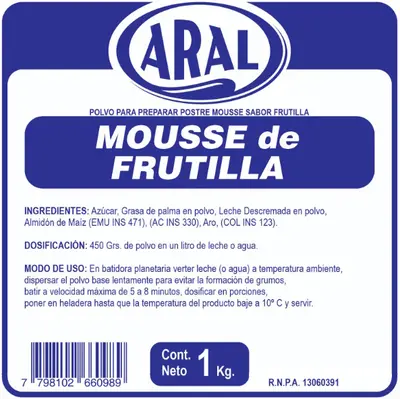 ARAL
POLVO PARA PREPARAR POSTRE MOUSSE SABOR FRUTILLA
MOUSSE de
FRUTILLA
INGREDIENTES: Azúcar, Grasa de palma en polvo, Leche Descremada en polvo,
Almidón de Maíz (EMU INS 471), (AC INS 330), Aro, (COL INS 123).
DOSIFICACIÓN: 450 Grs. de polvo en un litro de leche o agua.
MODO DE USO: En batidora planetaria verter leche (o agua) a temperatura ambiente,
dispersar el polvo base lentamente para evitar la formación de grumos,
batir a velocidad máxima de 5 a 8 minutos, dosificar en porciones,
poner en heladera hasta que la temperatura del producto baje a 10º C y servir.
7 798102 660989
Cont.
Neto 1 Kg.
R.N.P.A. 13060391